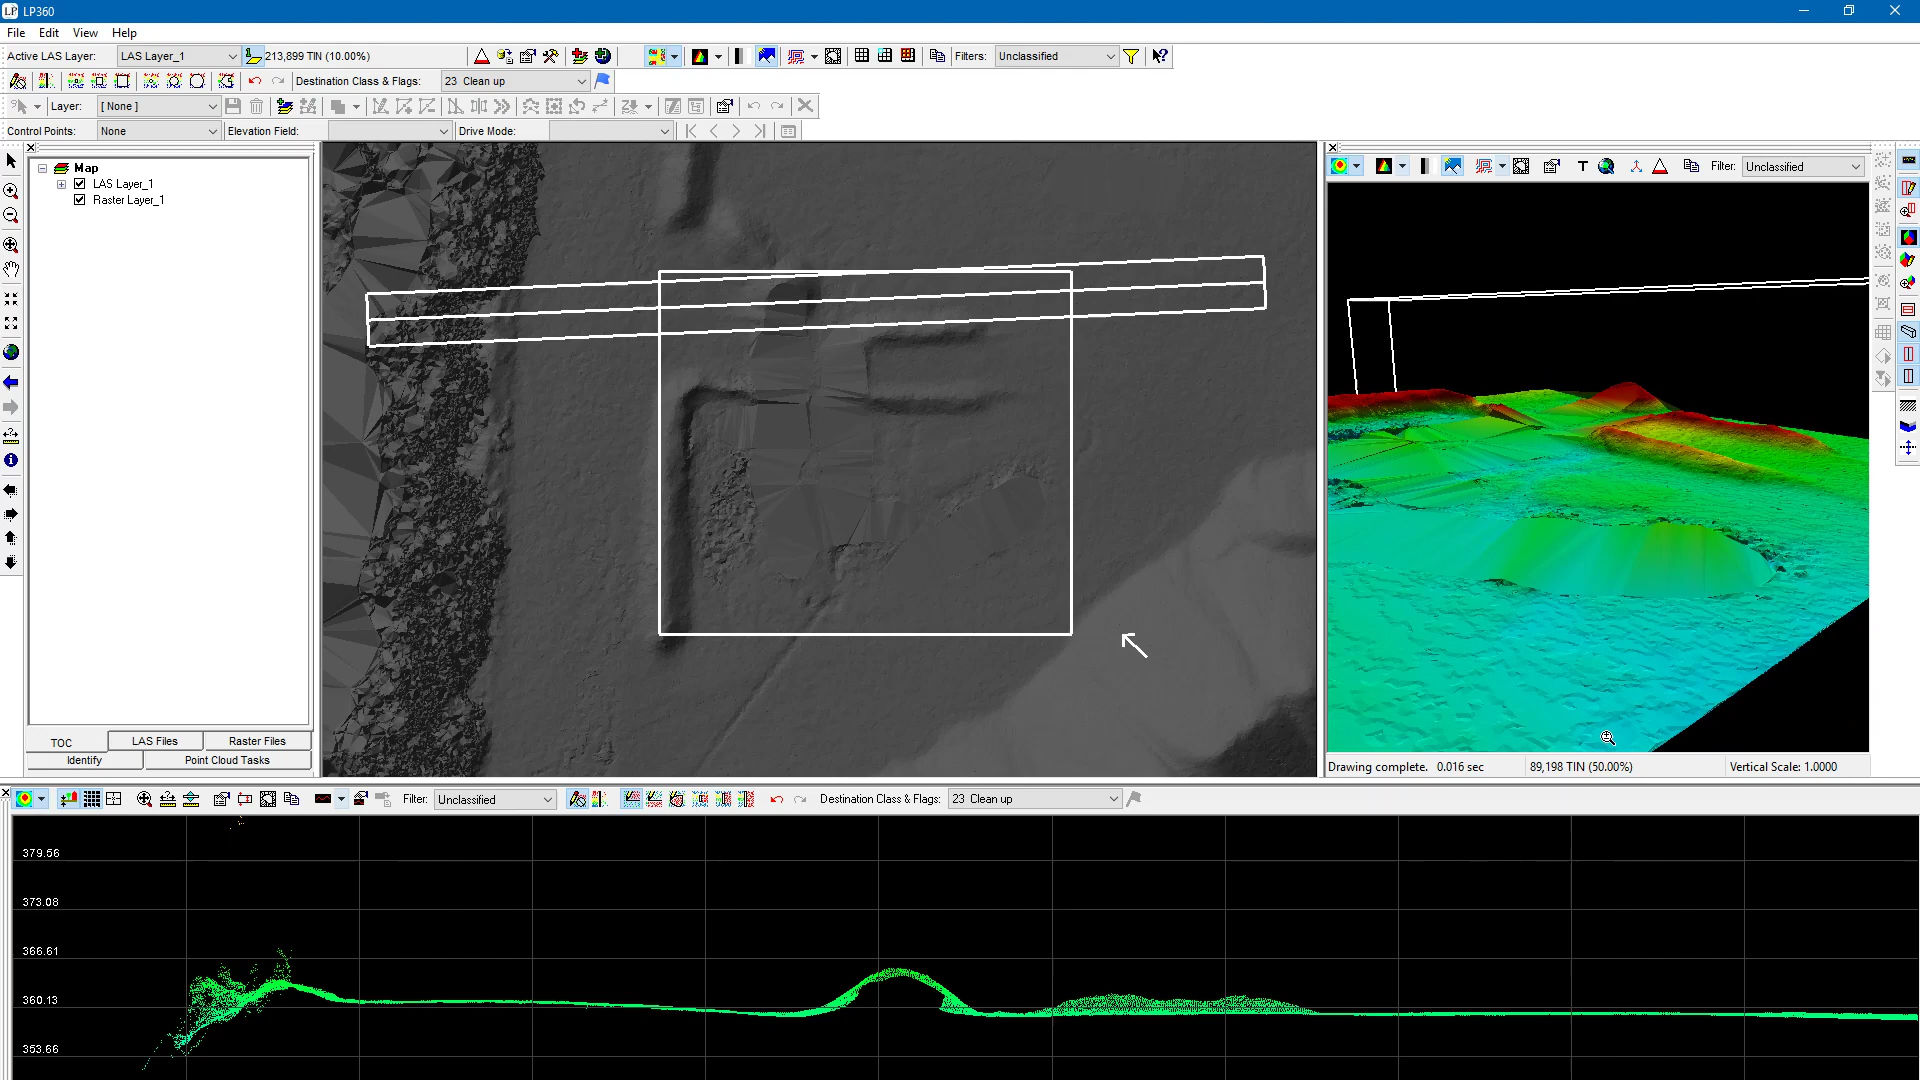 LP LP360
File Edit View Help
Active LAS Layer: LAS Layer_1 213,899 TIN (10.00%) Filters: Unclassified
Destination Class & Flags: 23 Clean up
Layer: [ None ]
Control Points: None Elevation Field: Drive Mode:
Map
LAS Layer_1
Raster Layer_1
T Filter: Unclassified
TOC LAS Files Raster Files
Identify Point Cloud Tasks
Drawing complete. 0.016 sec 89,198 TIN (50.00%) Vertical Scale: 1.0000
Filter: Unclassified Destination Class & Flags: 23 Clean up
379.56
373.08
366.61
360.13
353.66